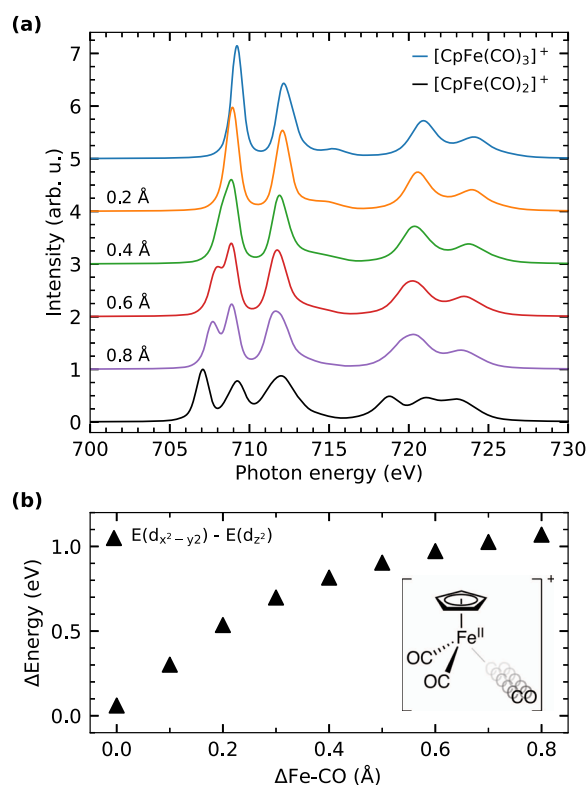 (a)
7
6
5
4
3
2
1
0
Intensity (arb. u.)
[CpFe(CO)₃]⁺
[CpFe(CO)₂]⁺
0.2 Å
0.4 Å
0.6 Å
0.8 Å
700 705 710 715 720 725 730
Photon energy (eV)
(b)
E(dₓ²₋y₂) - E(d_z²)
1.0
0.5
0.0
ΔEnergy (eV)
+
Feᴵᴵ
OC
OC
CO
0.0 0.2 0.4 0.6 0.8
ΔFe-CO (Å)